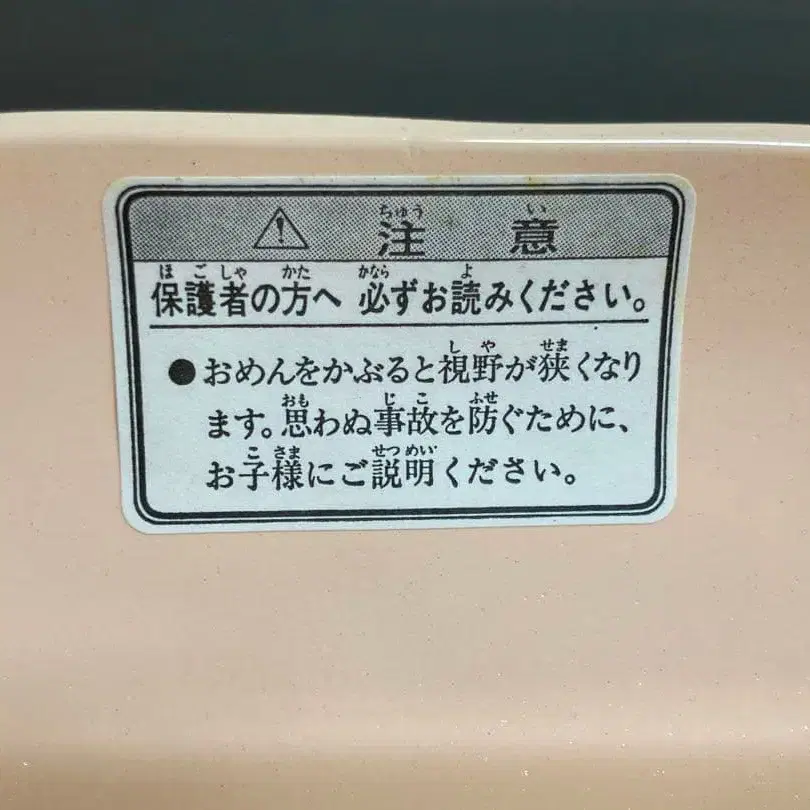 ⚠ 注意
保護者の方へ 必ずお読みください。
●おめんをかぶると視野が狭くなり
ます。思わぬ事故を防ぐために、
お子様にご説明ください。